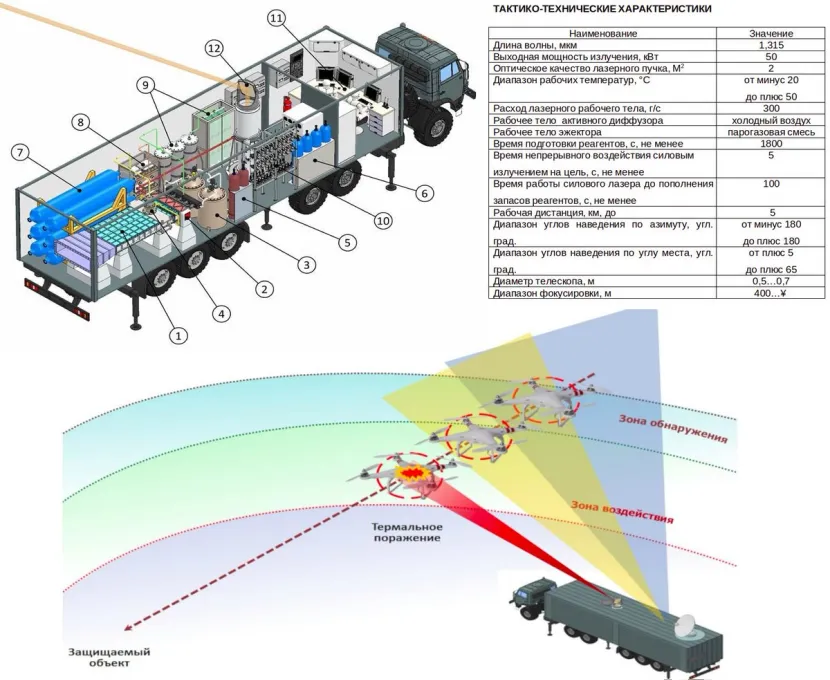 ТАКТИКО-ТЕХНИЧЕСКИЕ ХАРАКТЕРИСТИКИ
Наименование Значение
Длина волны, мкм 1,315
Выходная мощность излучения, кВт 50
Оптическое качество лазерного пучка, М2 2
Диапазон рабочих температур, °С от минус 20
до плюс 50
Расход лазерного рабочего тела, г/с 300
Рабочее тело активного диффузора холодный воздух
Рабочее тело эжектора парогазовая смесь
Время подготовки реагентов, с, не менее 1800
Время непрерывного воздействия силовым 5
излучением на цель, с, не менее
Время работы силового лазера до пополнения 100
запасов реагентов, с, не менее
Рабочая дистанция, км, до 5
Диапазон углов наведения по азимуту, угл. от минус 180
град. до плюс 180
Диапазон углов наведения по углу места, угл. от плюс 5
град. до плюс 65
Диаметр телескопа, м 0,5...0,7
Диапазон фокусировки, м 400...¥
11
12
9
8
7
6
10
5
3
2
4
1
Зона обнаружения
Зона воздействия
Термальное
поражение
Защищаемый
объект